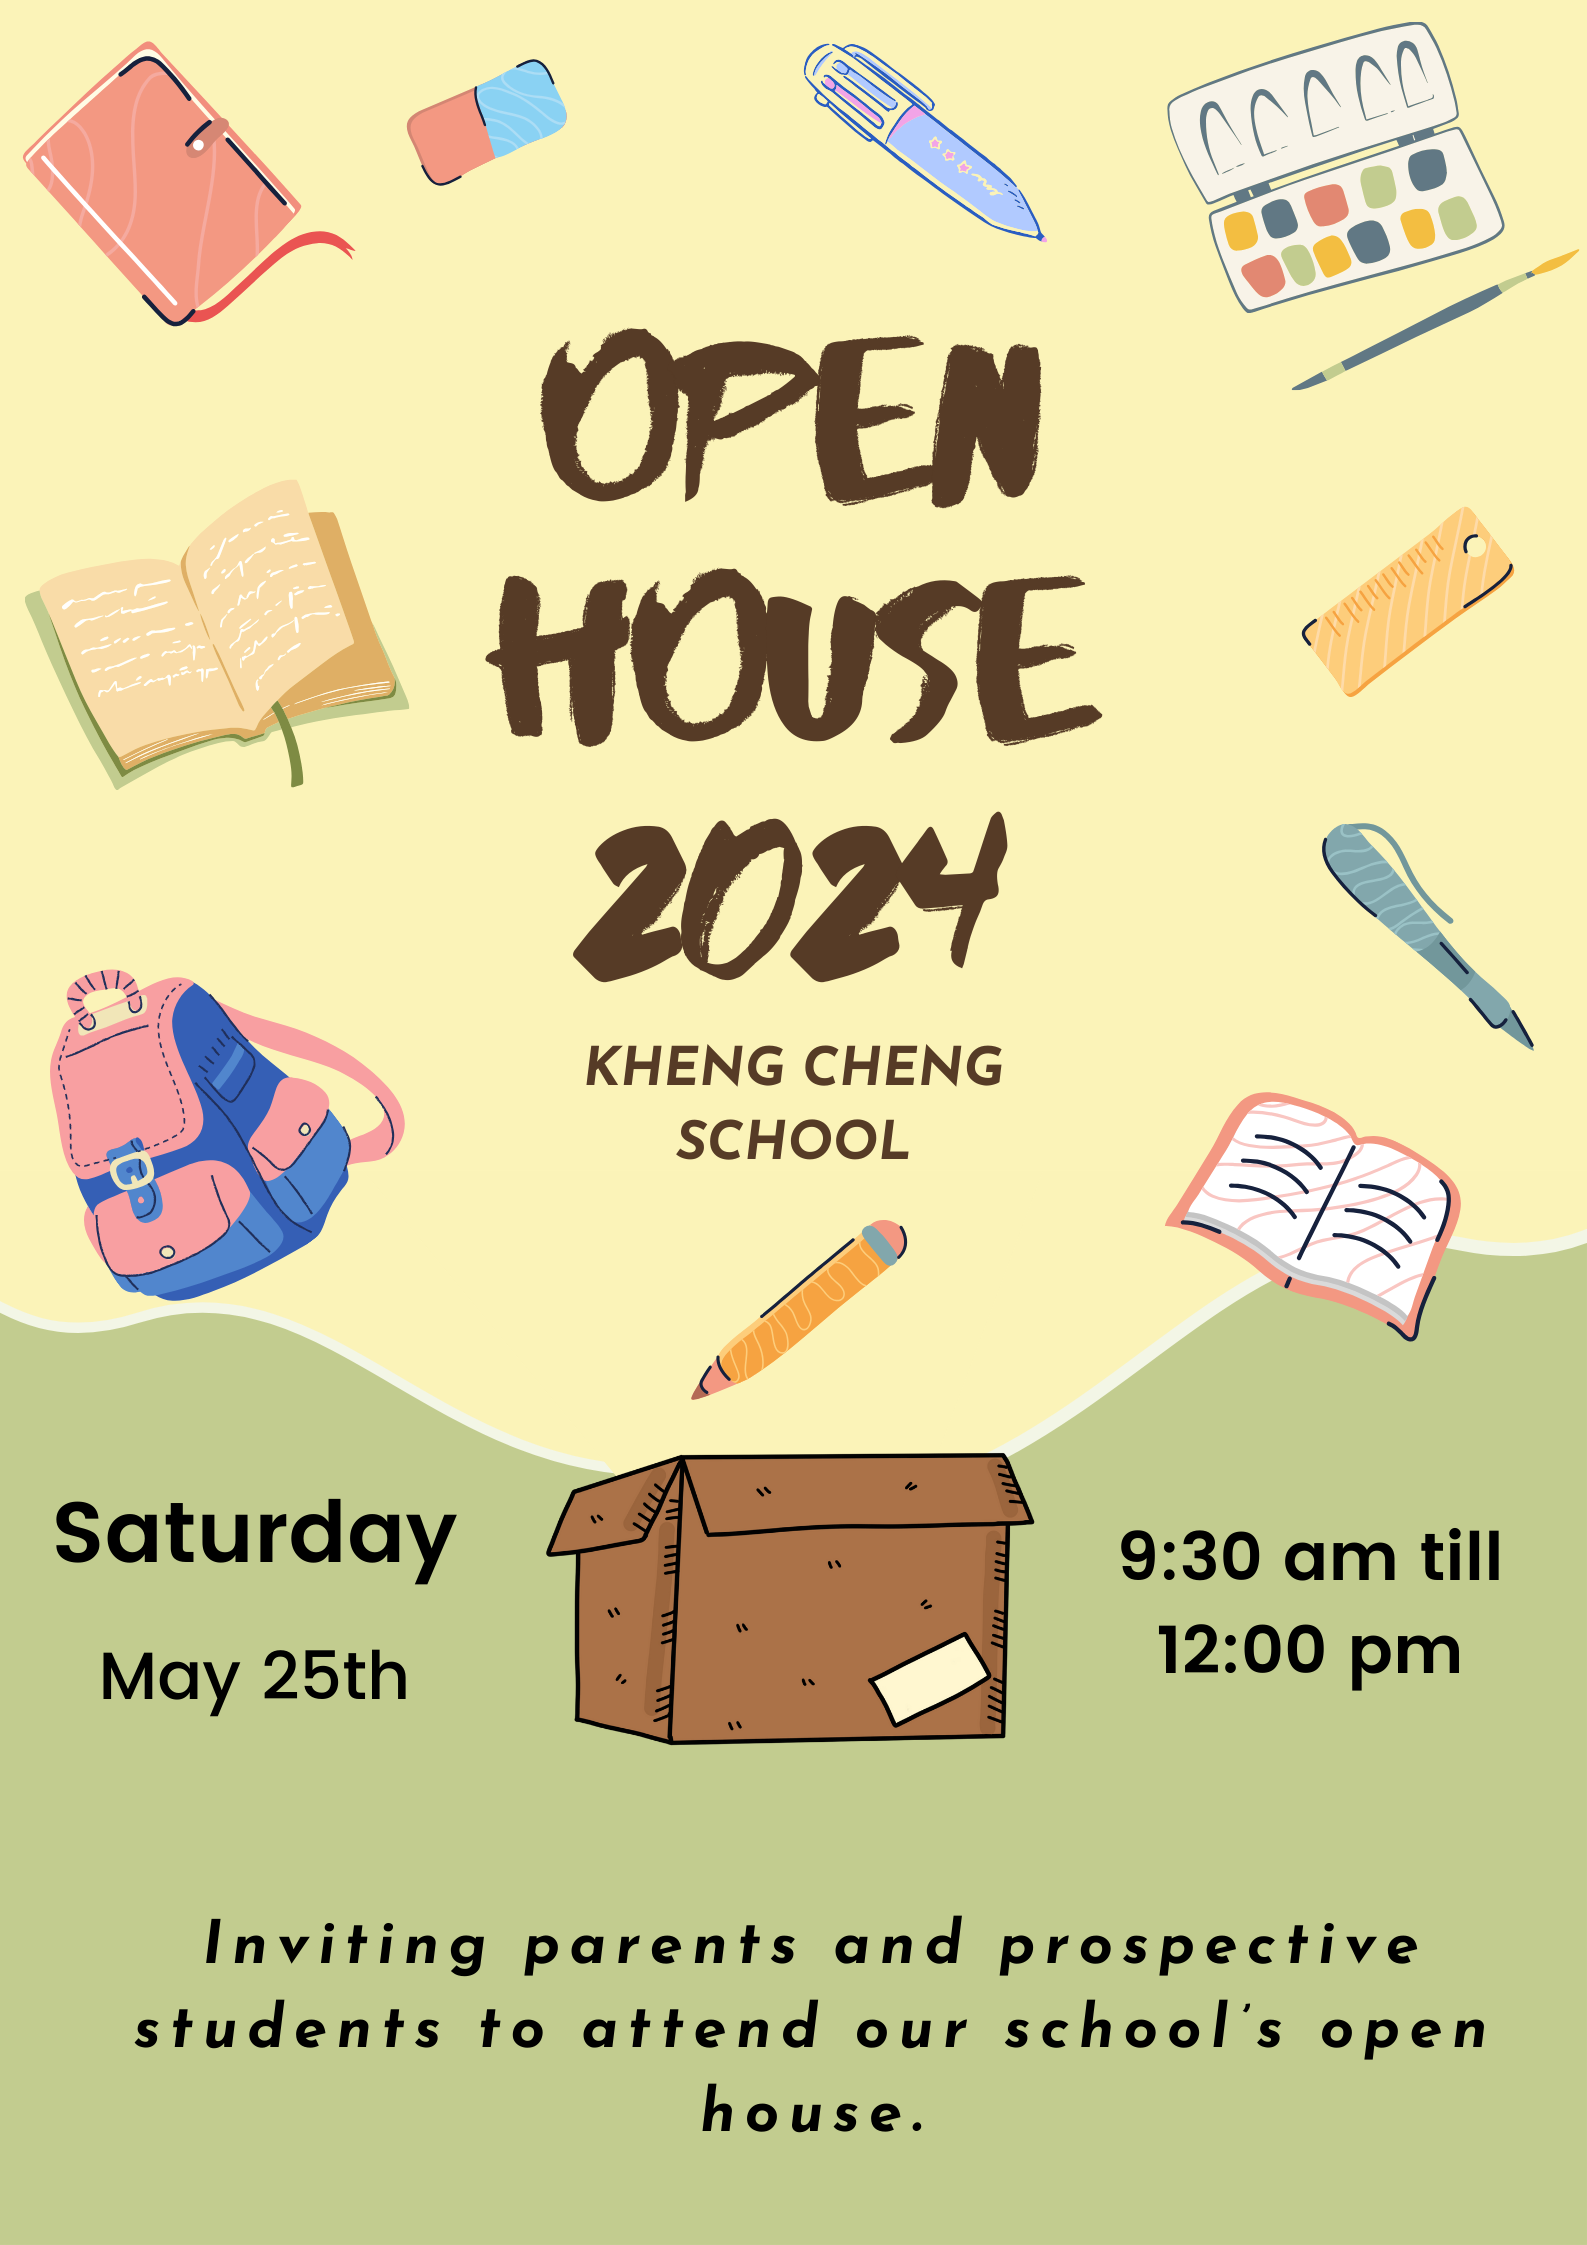 OPEN
HOUSE
2024
KHENG CHENG
SCHOOL
Saturday
May 25th
9:30 am till
12:00 pm
Inviting parents and prospective
students to attend our school's open
house.